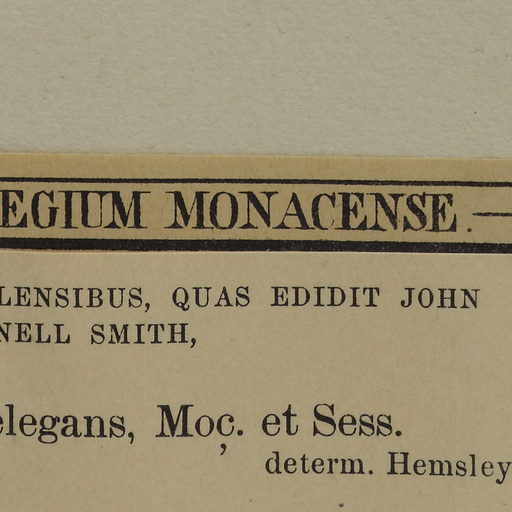 EGIUM MONACENSE.—
LENSIBUS, QUAS EDIDIT JOHN
NELL SMITH,
elegans, Moç. et Sess.
determ. Hemsley